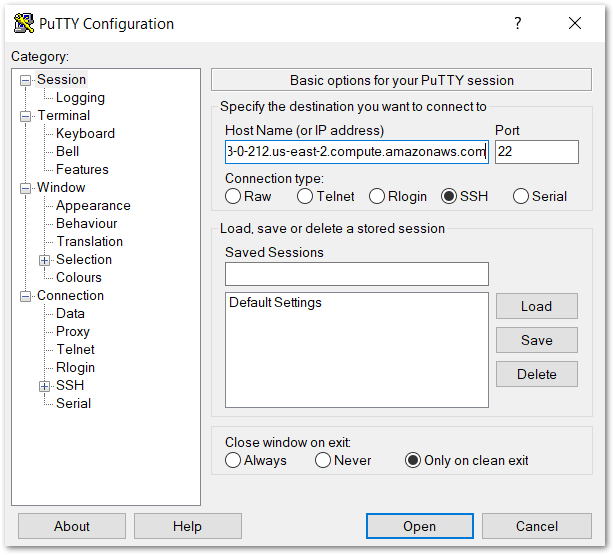 PuTTY Configuration
?
Category:
Session
Logging
Terminal
Keyboard
Bell
Features
Window
Appearance
Behaviour
Translation
Selection
Colours
Connection
Data
Proxy
Telnet
Rlogin
SSH
Serial
Basic options for your PuTTY session
Specify the destination you want to connect to
Host Name (or IP address) Port
3-0-212.us-east-2.compute.amazonaws.com 22
Connection type:
Raw Telnet Rlogin SSH Serial
Load, save or delete a stored session
Saved Sessions
Default Settings
Load
Save
Delete
Close window on exit:
Always Never Only on clean exit
About Help Open Cancel